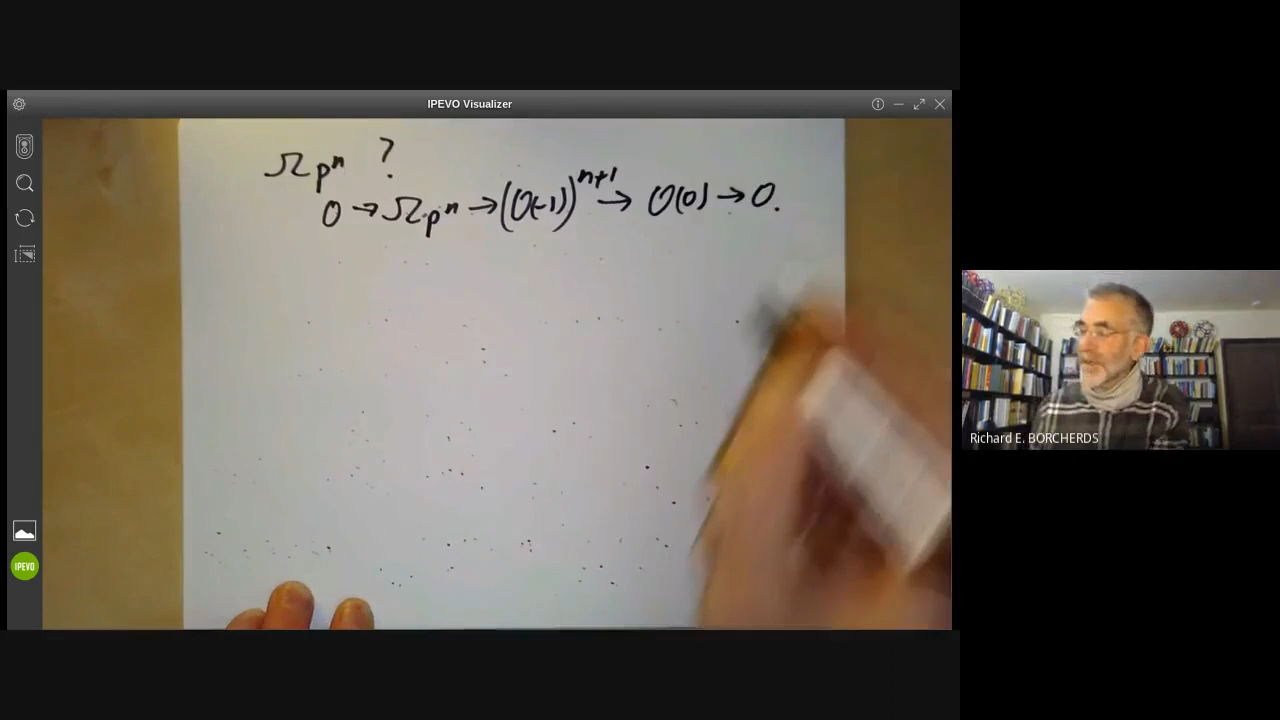 IPEVO Visualizer
Ω_{P^n} ?
0 → Ω_{P^n} → (O(-1))^{n+1} → O(0) → 0.
Richard E. BORCHERDS
IPEVO